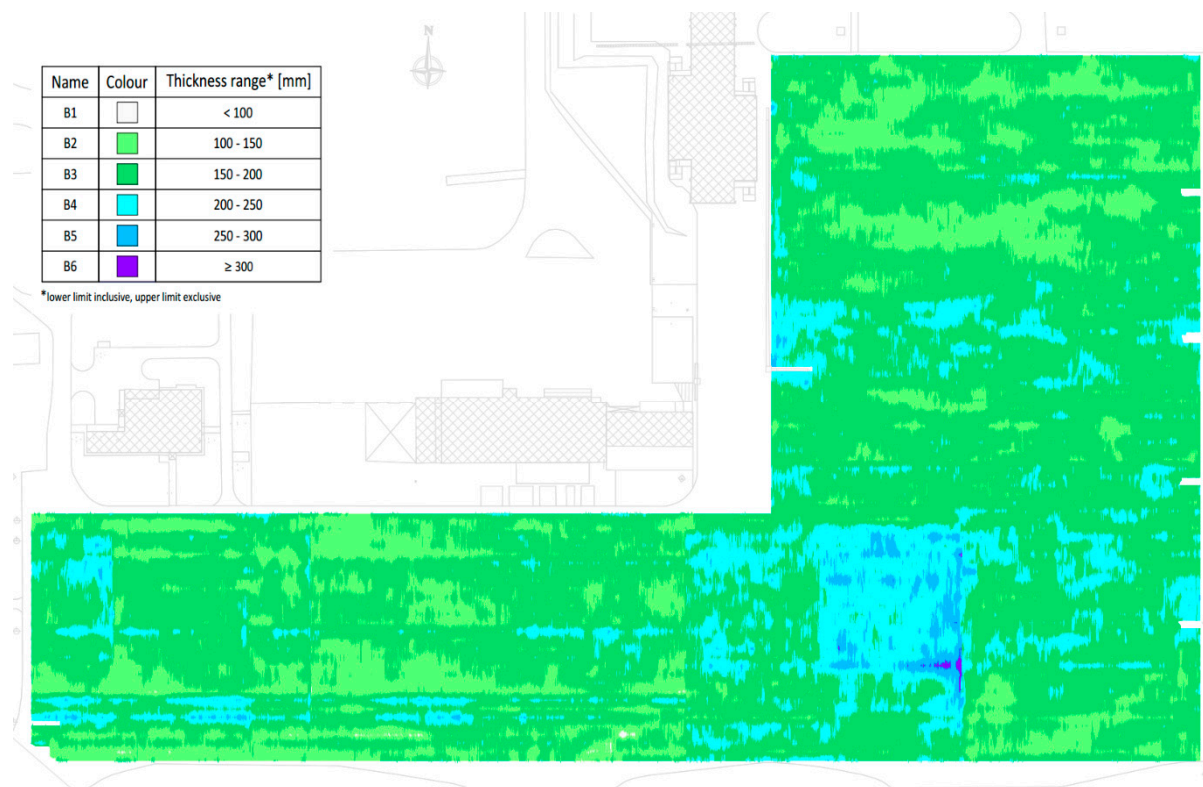 N
Name Colour Thickness range* [mm]
B1 < 100
B2 100 - 150
B3 150 - 200
B4 200 - 250
B5 250 - 300
B6 ≥ 300
*lower limit inclusive, upper limit exclusive